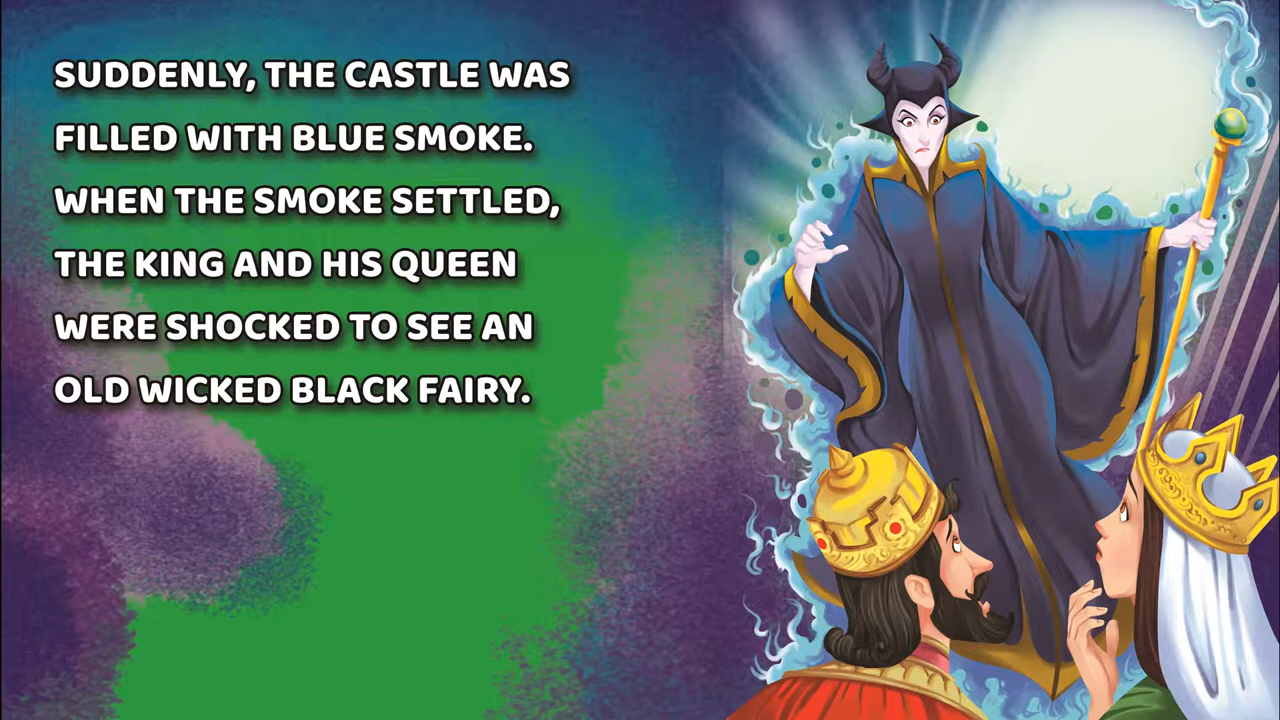 SUDDENLY, THE CASTLE WAS
FILLED WITH BLUE SMOKE.
WHEN THE SMOKE SETTLED,
THE KING AND HIS QUEEN
WERE SHOCKED TO SEE AN
OLD WICKED BLACK FAIRY.